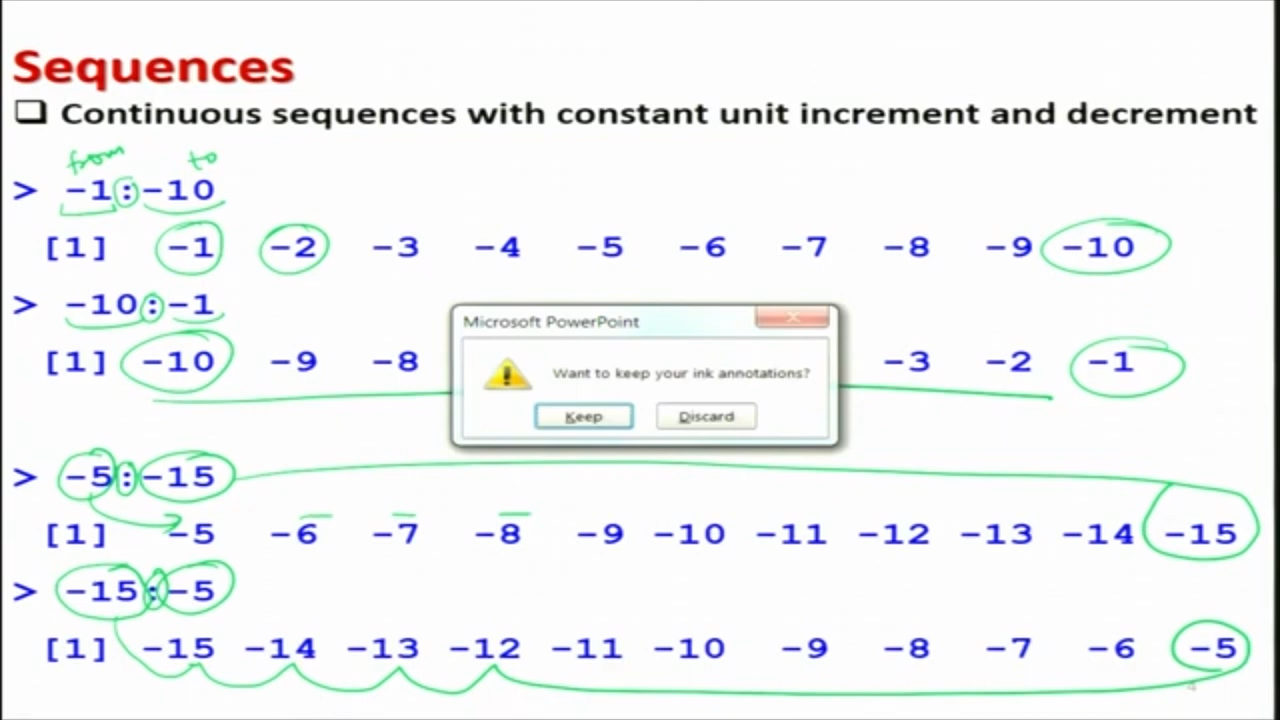 Sequences
❑ Continuous sequences with constant unit increment and decrement
from to
> -1:-10
[1] -1 -2 -3 -4 -5 -6 -7 -8 -9 -10
> -10:-1
[1] -10 -9 -8 -3 -2 -1
Microsoft PowerPoint
Want to keep your ink annotations?
Keep Discard
> -5:-15
[1] -5 -6 -7 -8 -9 -10 -11 -12 -13 -14 -15
> -15:-5
[1] -15 -14 -13 -12 -11 -10 -9 -8 -7 -6 -5
4